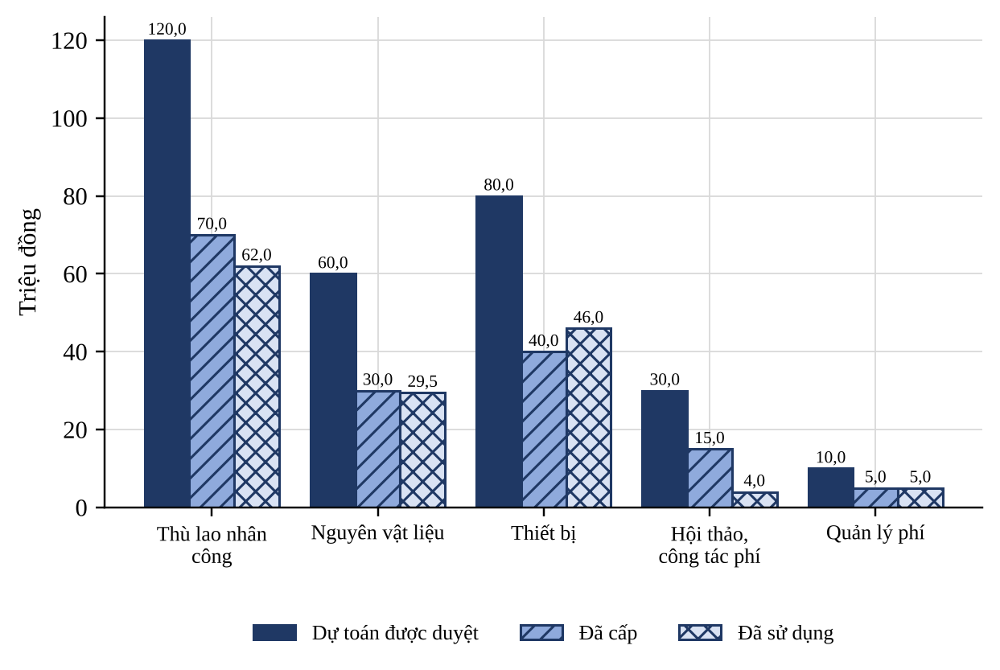 Triệu đồng
120
100
80
60
40
20
0
120,0
70,0
62,0
60,0
30,0
29,5
80,0
40,0
46,0
30,0
15,0
4,0
10,0
5,0
5,0
Thù lao nhân
công
Nguyên vật liệu
Thiết bị
Hội thảo,
công tác phí
Quản lý phí
Dự toán được duyệt
Đã cấp
Đã sử dụng